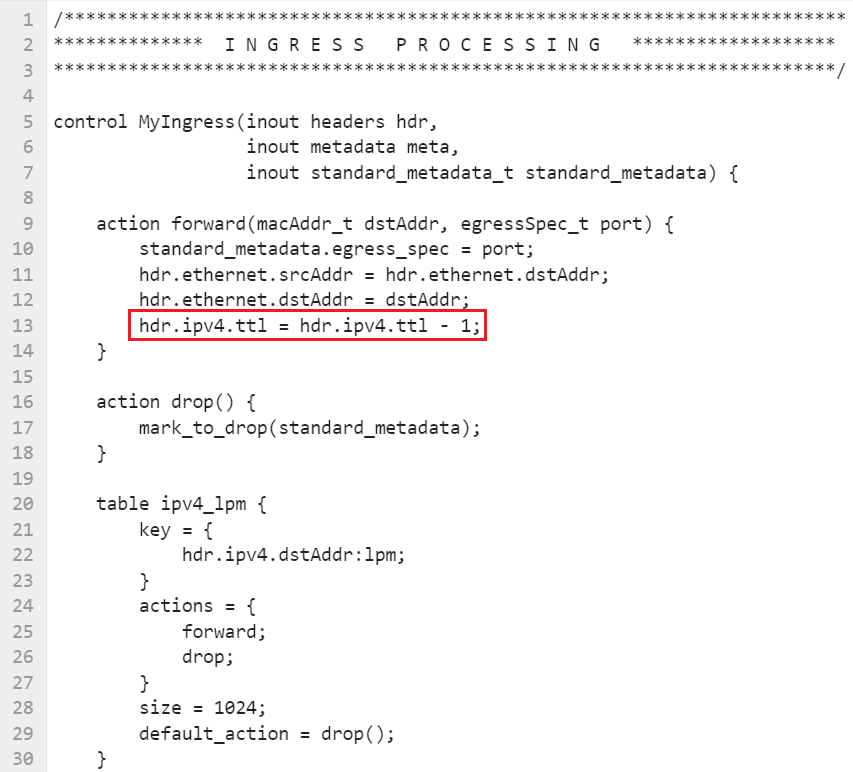 1 /*************************************************************************
2 ************** I N G R E S S   P R O C E S S I N G *******************
3 *************************************************************************/
4
5 control MyIngress(inout headers hdr,
6                   inout metadata meta,
7                   inout standard_metadata_t standard_metadata) {
8
9     action forward(macAddr_t dstAddr, egressSpec_t port) {
10         standard_metadata.egress_spec = port;
11         hdr.ethernet.srcAddr = hdr.ethernet.dstAddr;
12         hdr.ethernet.dstAddr = dstAddr;
13         hdr.ipv4.ttl = hdr.ipv4.ttl - 1;
14     }
15
16     action drop() {
17         mark_to_drop(standard_metadata);
18     }
19
20     table ipv4_lpm {
21         key = {
22             hdr.ipv4.dstAddr:lpm;
23         }
24         actions = {
25             forward;
26             drop;
27         }
28         size = 1024;
29         default_action = drop();
30     }